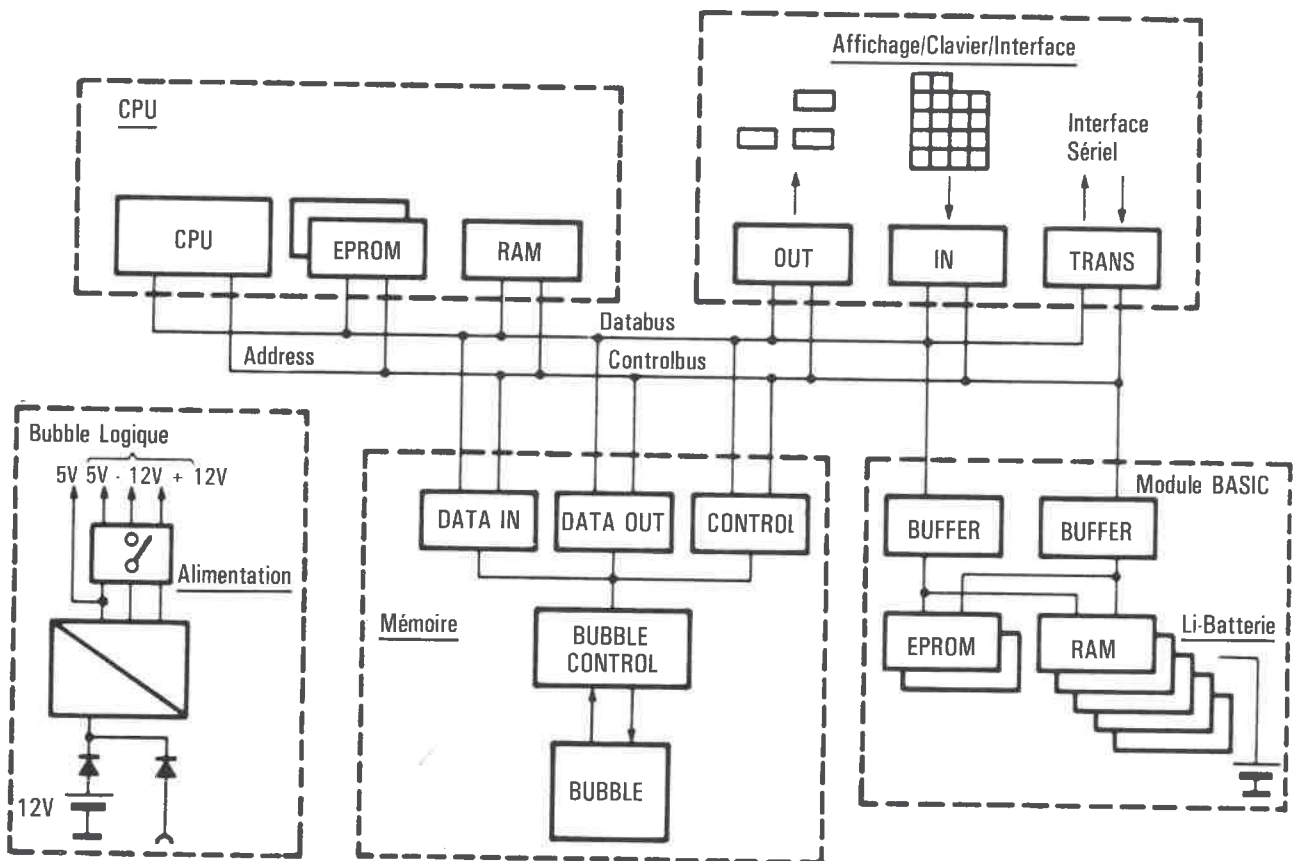 Affichage/Clavier/Interface
CPU
Interface
Sériel
CPU
EPROM
RAM
OUT
IN
TRANS
Databus
Address
Controlbus
Bubble Logique
5V 5V - 12V + 12V
Alimentation
12V
DATA IN
DATA OUT
CONTROL
Mémoire
BUBBLE
CONTROL
BUBBLE
Module BASIC
BUFFER
BUFFER
EPROM
RAM
Li-Batterie